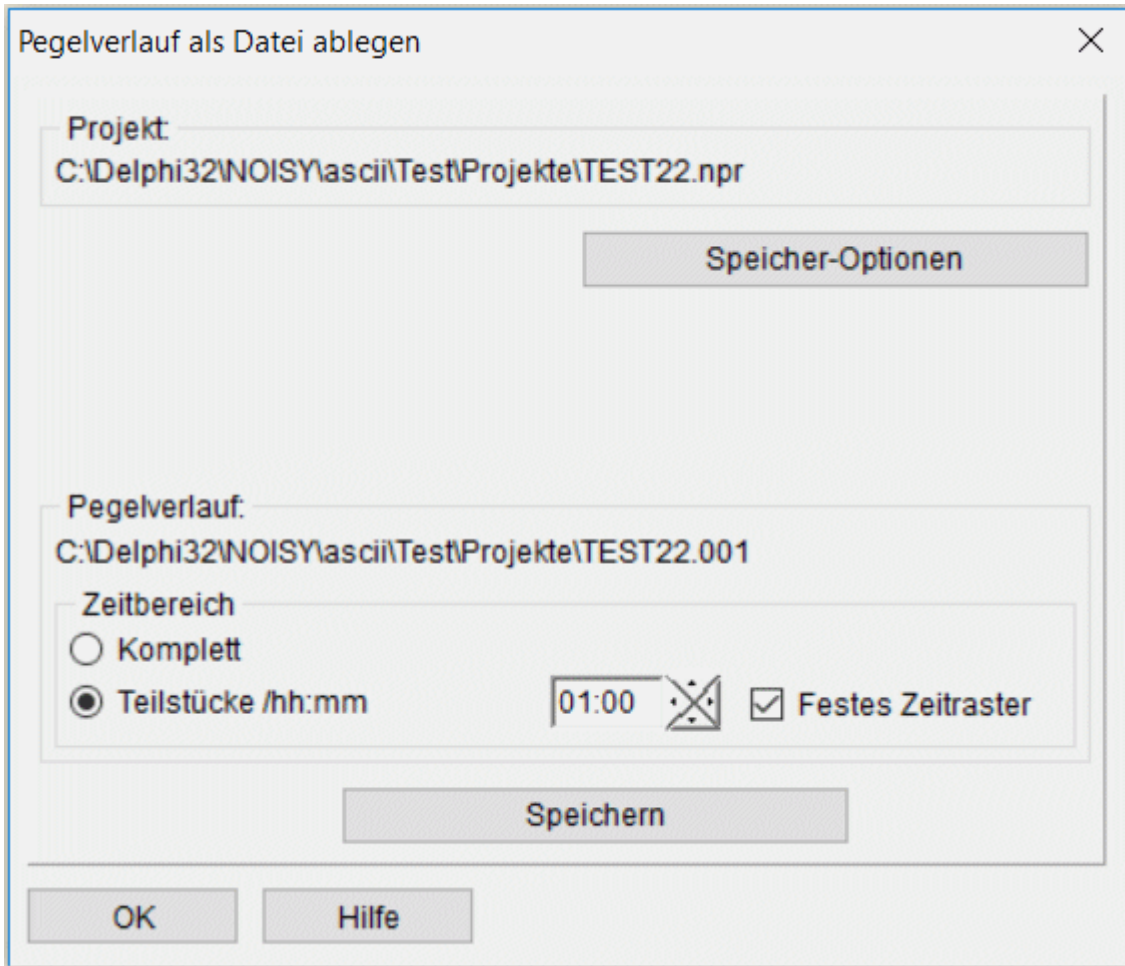 Pegelverlauf als Datei ablegen
Projekt:
C:\Delphi32\NOISY\ascii\Test\Projekte\TEST22.npr
Speicher-Optionen
Pegelverlauf:
C:\Delphi32\NOISY\ascii\Test\Projekte\TEST22.001
Zeitbereich
Komplett
Teilstücke /hh:mm 01:00 Festes Zeitraster
Speichern
OK Hilfe